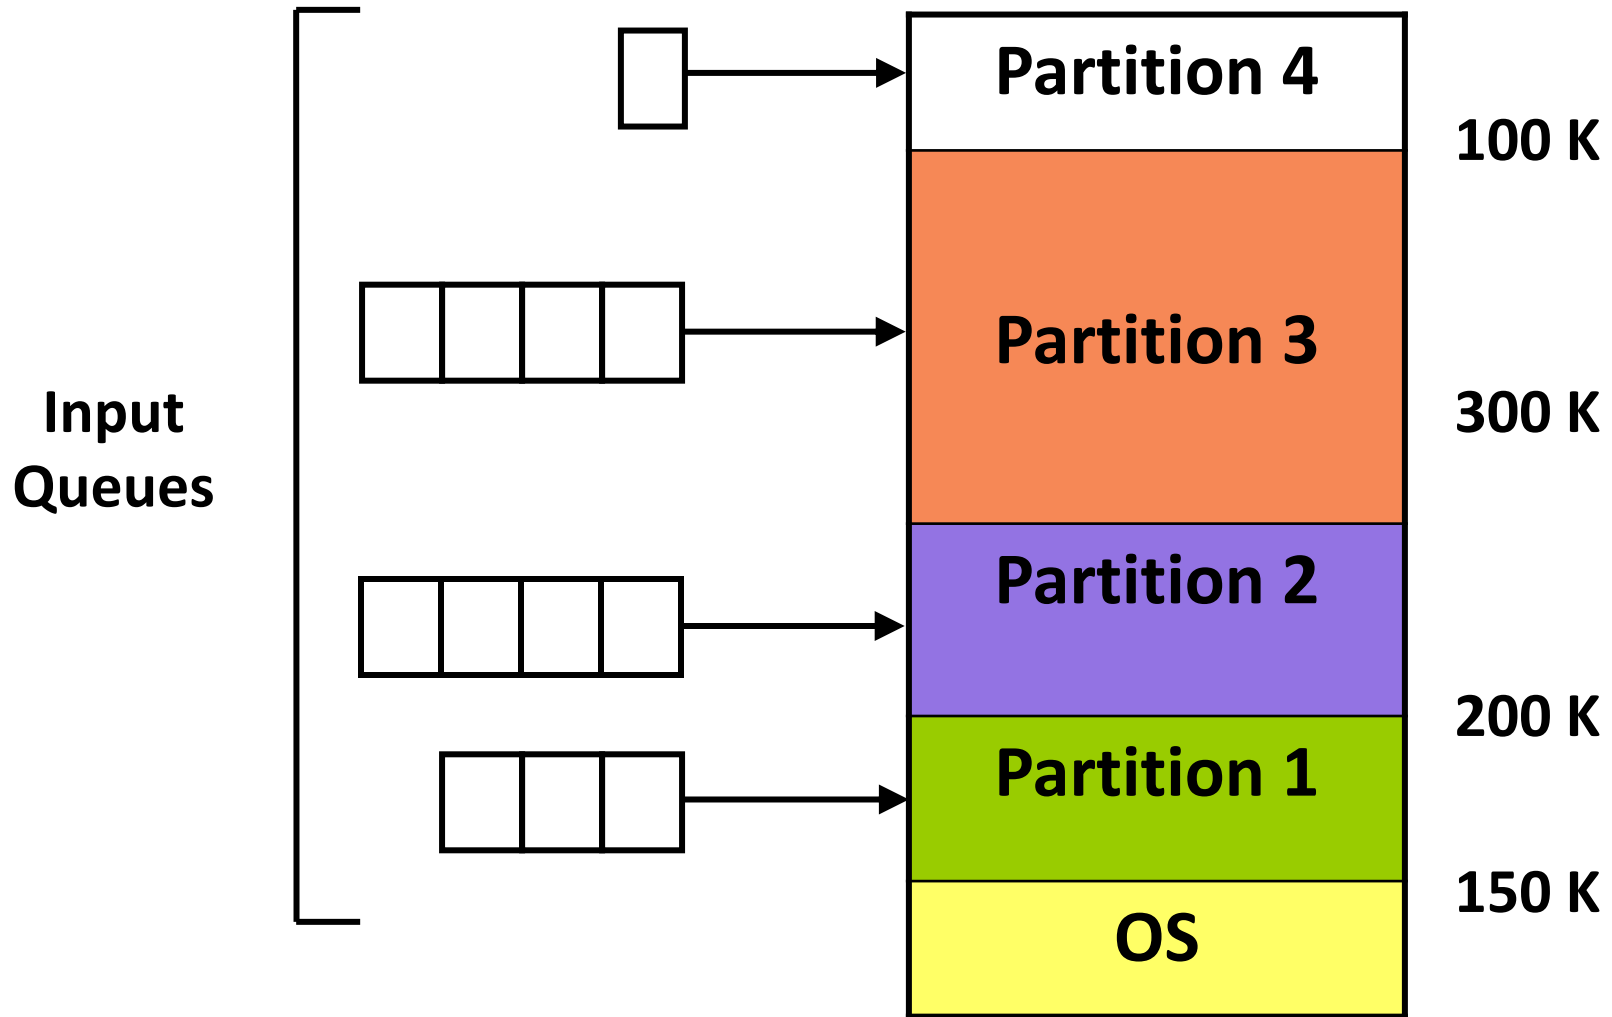 Partition 4
100 K
Partition 3
300 K
Input
Queues
Partition 2
200 K
Partition 1
150 K
OS